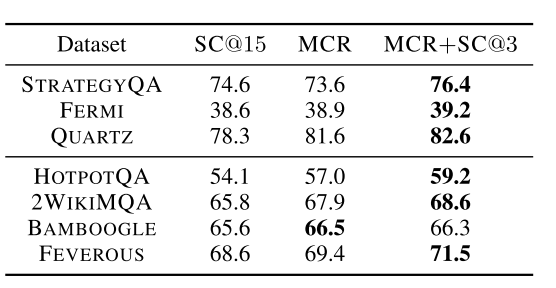 Dataset SC@15 MCR MCR+SC@3
STRATEGYQA 74.6 73.6 76.4
FERMI 38.6 38.9 39.2
QUARTZ 78.3 81.6 82.6
HOTPOTQA 54.1 57.0 59.2
2WIKIMQA 65.8 67.9 68.6
BAMBOOGLE 65.6 66.5 66.3
FEVEROUS 68.6 69.4 71.5